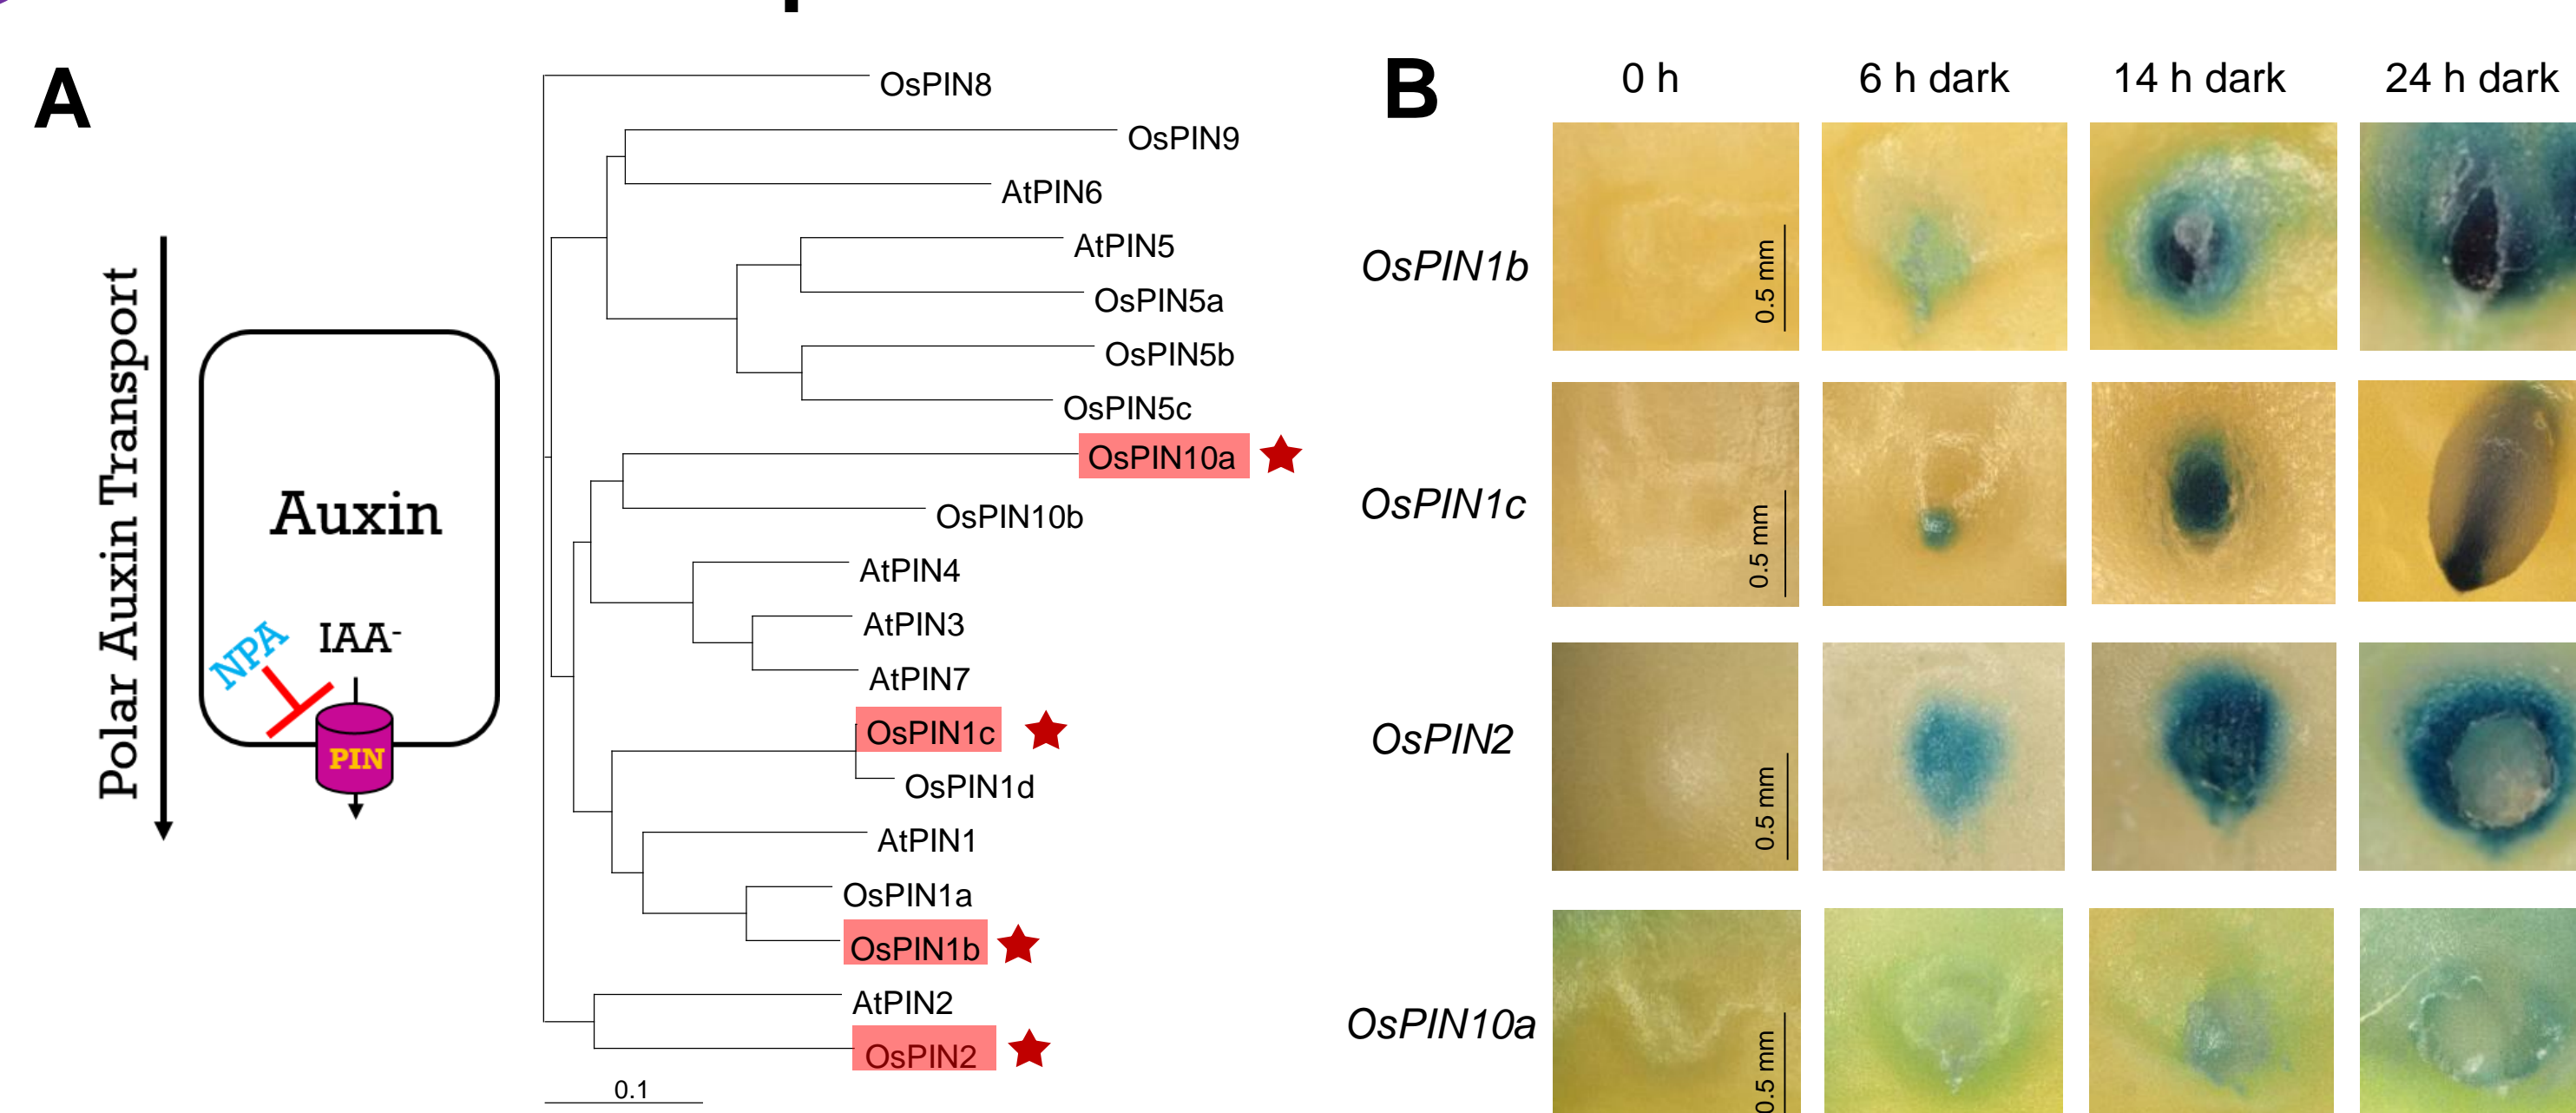 A
Polar Auxin Transport
Auxin
NPA
IAA-
PIN
OsPIN8
OsPIN9
AtPIN6
AtPIN5
OsPIN5a
OsPIN5b
OsPIN5c
OsPIN10a
OsPIN10b
AtPIN4
AtPIN3
AtPIN7
OsPIN1c
OsPIN1d
AtPIN1
OsPIN1a
OsPIN1b
AtPIN2
OsPIN2
0.1
B
0 h 6 h dark 14 h dark 24 h dark
OsPIN1b
0.5 mm
OsPIN1c
0.5 mm
OsPIN2
0.5 mm
OsPIN10a
0.5 mm